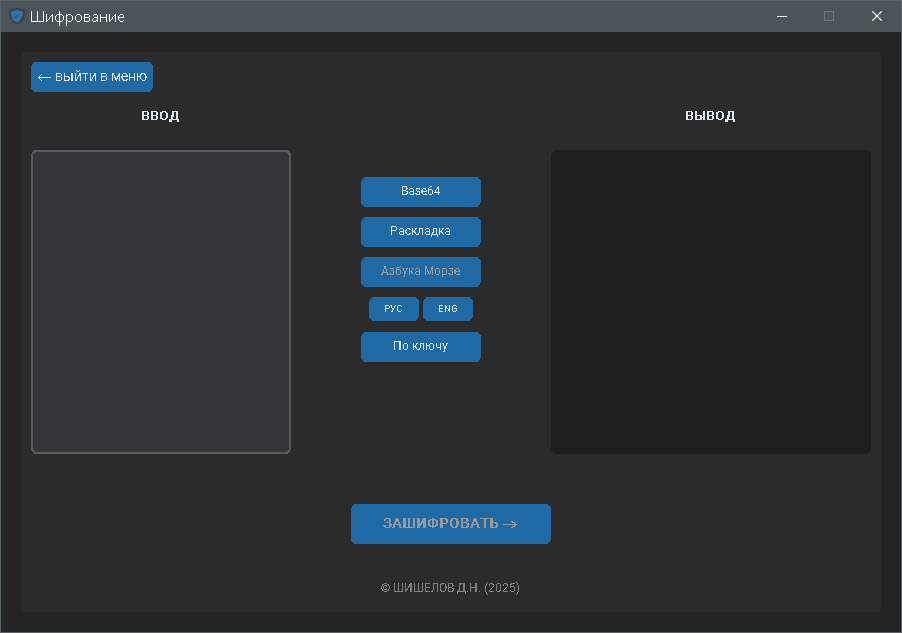 Шифрование
← выйти в меню
ВВОД
ВЫВОД
Base64
Раскладка
Азбука Морзе
РУС
ENG
По ключу
ЗАШИФРОВАТЬ →
© ШИШЕЛОВ Д.Н. (2025)